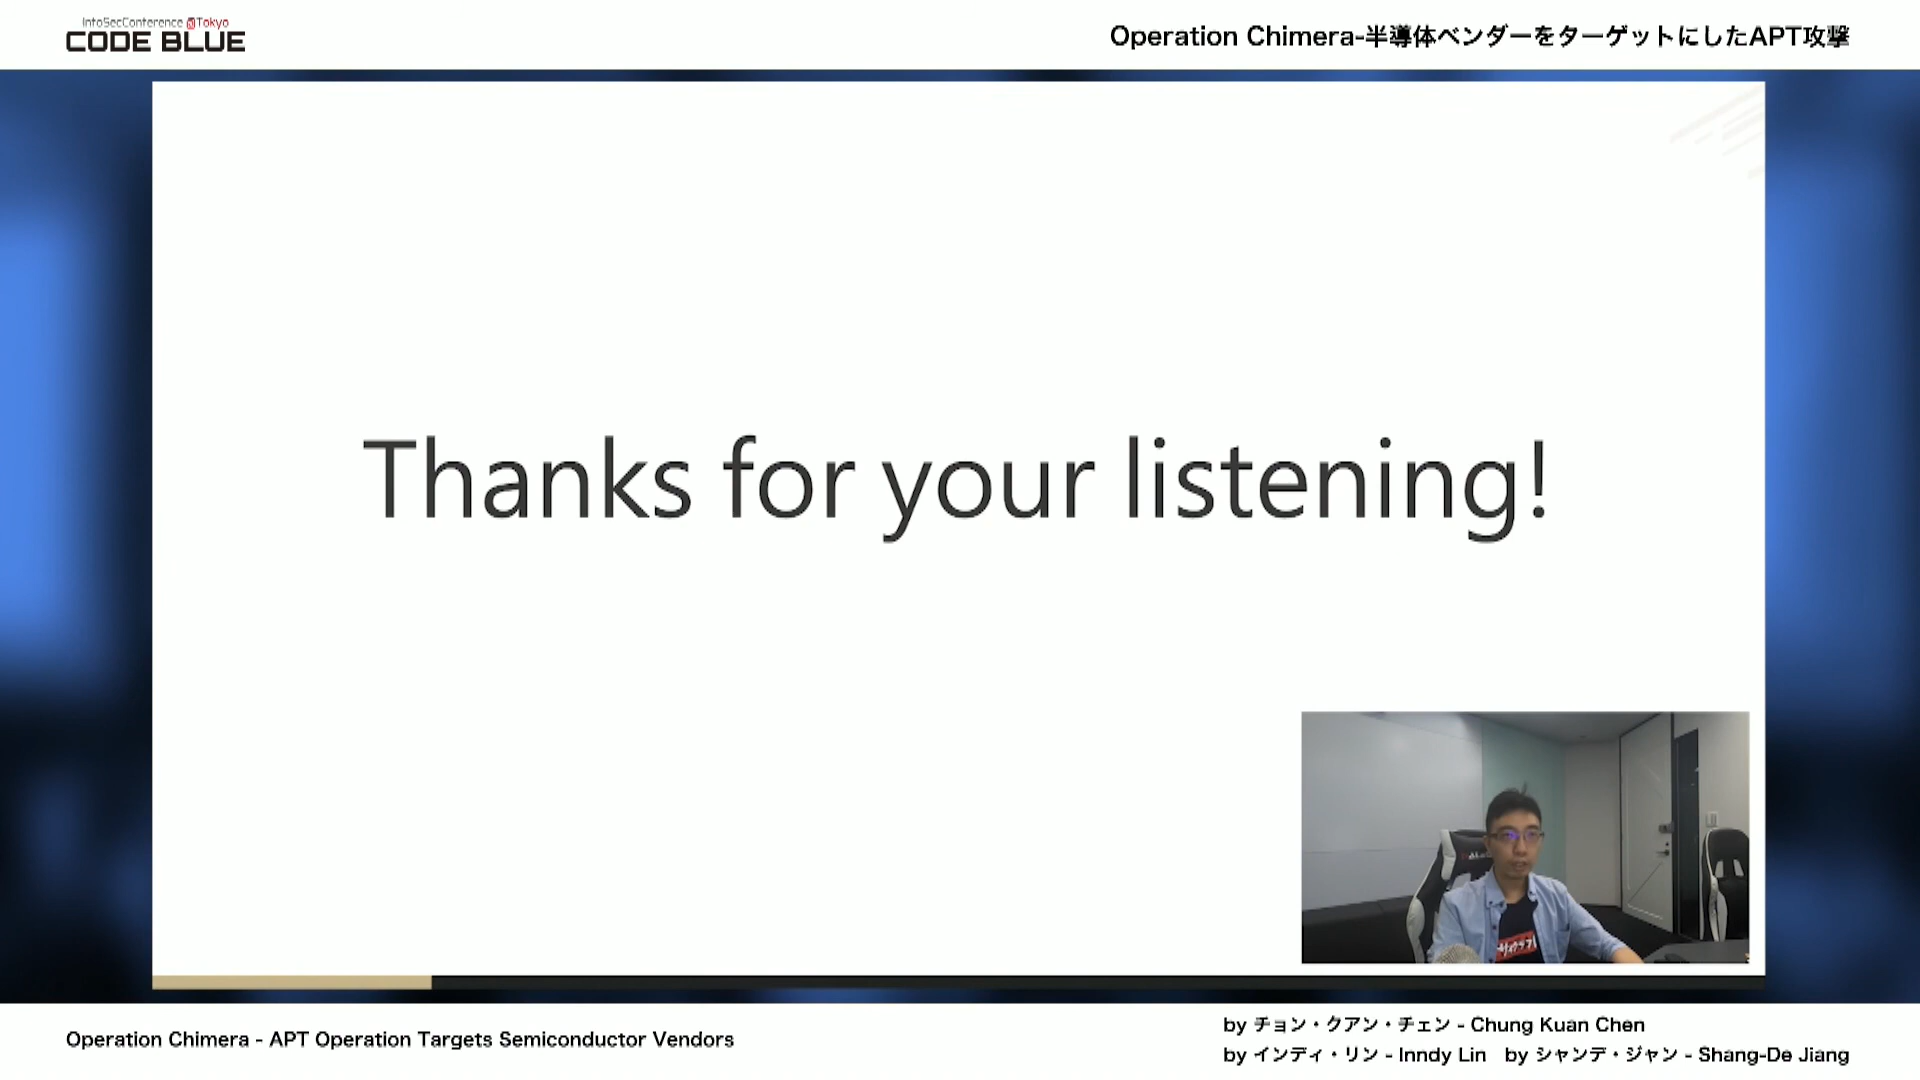 InfoSecConference @Tokyo
CODE BLUE
Operation Chimera-半導体ベンダーをターゲットにしたAPT攻撃
Thanks for your listening!
Operation Chimera - APT Operation Targets Semiconductor Vendors
by チョン・クアン・チェン - Chung Kuan Chen
by インディ・リン - Inndy Lin by シャンデ・ジャン - Shang-De Jiang